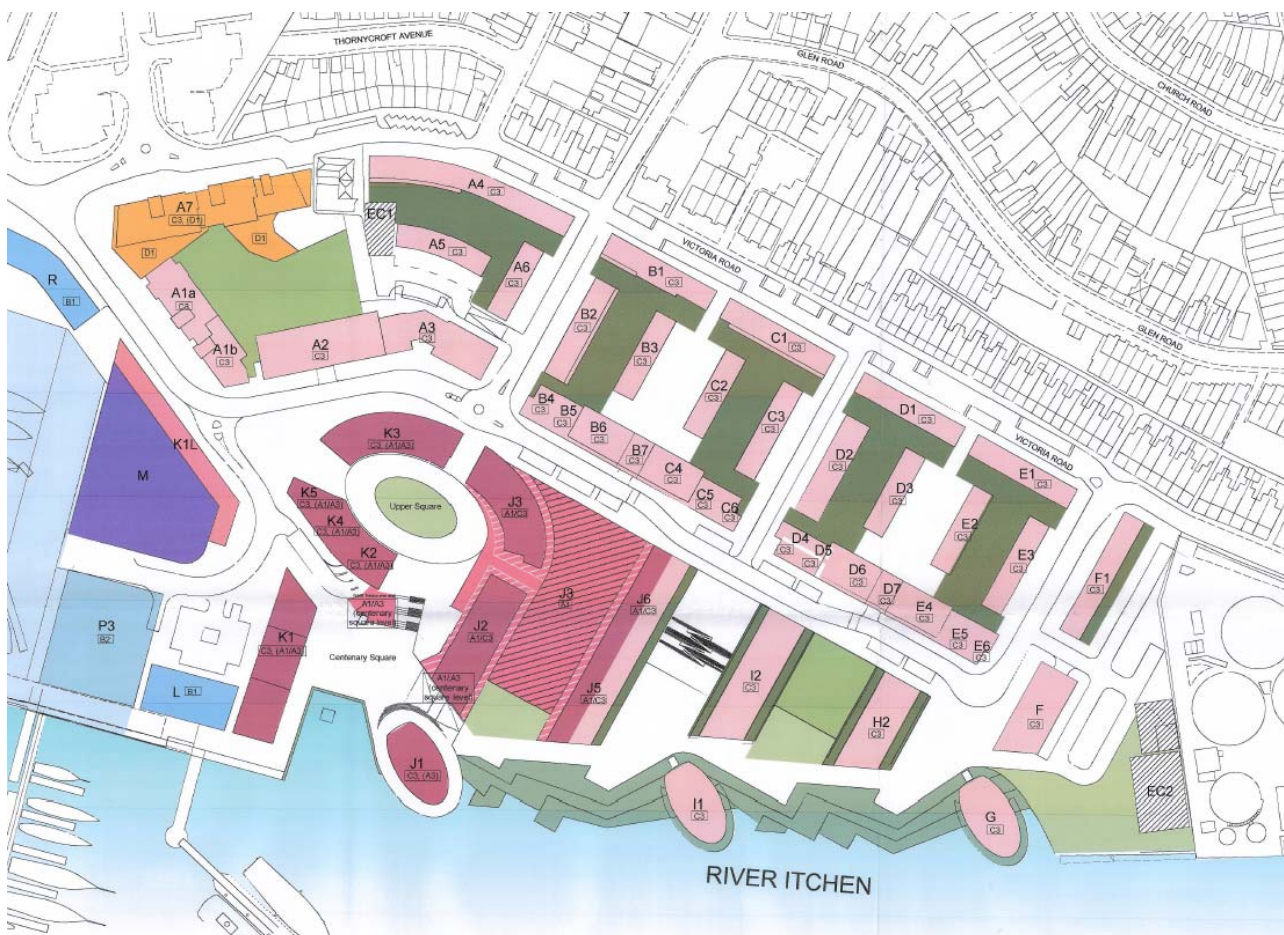 THORNYCROFT AVENUE
GLEN ROAD
CHURCH ROAD
A7
C3, (D1)
D1
D1
EC1
A4
C3
A5
C3
A6
C3
VICTORIA ROAD
GLEN ROAD
R
B1
A1a
C3
A1b
C3
A2
C3
A3
C3
B1
C3
B2
C3
B3
C3
B4
C3
B5
C3
B6
C3
B7
C3
C1
C3
C2
C3
C3
C3
C4
C3
C5
C3
C6
C3
D1
C3
D2
C3
D3
C3
D4
C3
D5
C3
D6
C3
D7
C3
VICTORIA ROAD
E1
C3
E2
C3
E3
C3
E4
C3
E5
C3
E6
C3
F1
C3
F
C3
M
K1L
K3
C3, (A1/A3)
K5
C3, (A1/A3)
K4
C3, (A1/A3)
K2
C3, (A1/A3)
Upper Square
J3
A1/C3
J3
A3
J6
A1/C3
A1/A3
(centenary
square level)
J2
A1/C3
P3
B2
K1
C3, (A1/A3)
L B1
Centenary Square
A1/A3
(centenary
square level)
J5
A1/C3
I2
C3
H2
C3
J1
C3, (A3)
I1
C3
G
C3
EC2
RIVER ITCHEN